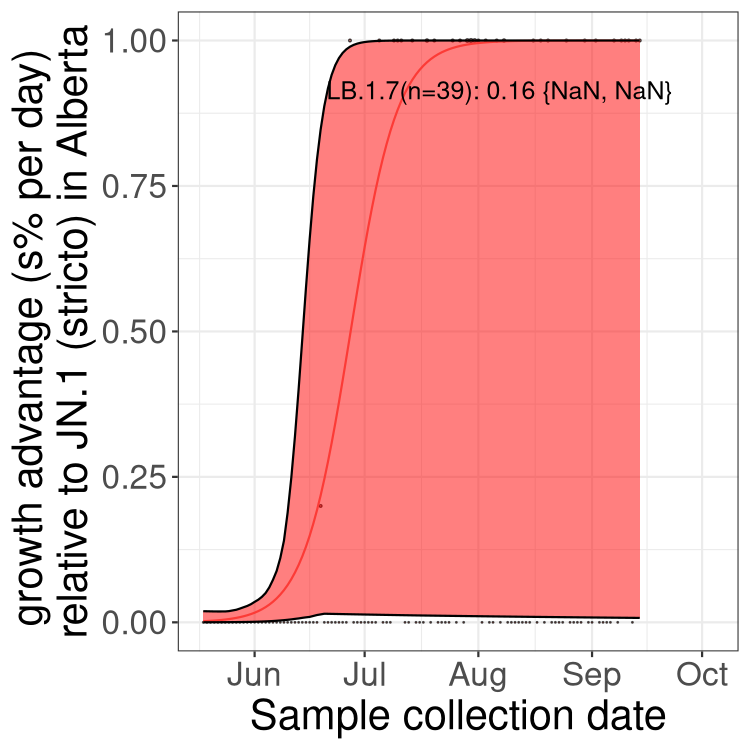 growth advantage (s% per day)
relative to JN.1 (stricto) in Alberta
1.00
0.75
0.50
0.25
0.00
LB.1.7(n=39): 0.16 {NaN, NaN}
Jun Jul Aug Sep Oct
Sample collection date